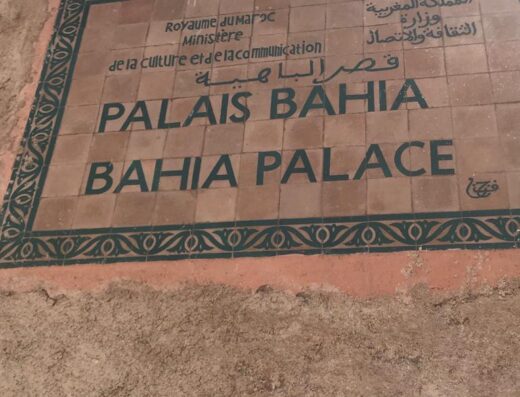 المملكة المغربية
وزارة
الثقافة والاتصال
Royaume du Maroc
Ministère
de la culture et de la communication
قصر الباهية
PALAIS BAHIA
BAHIA PALACE